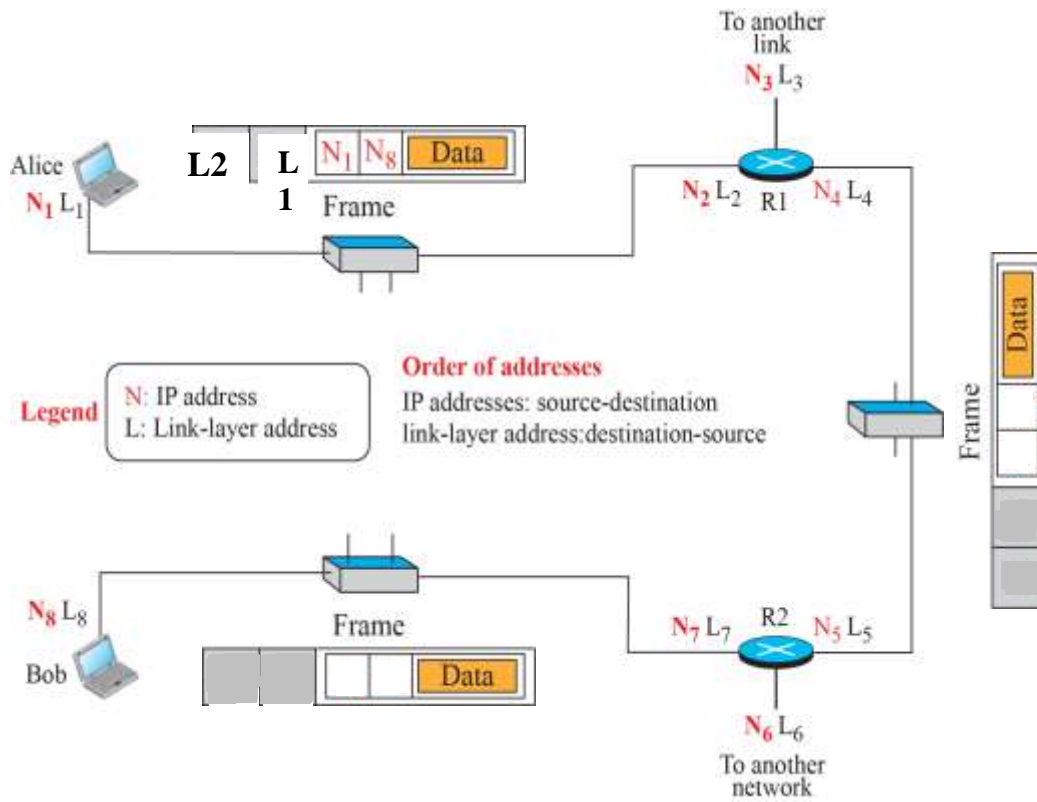 To another
link
N3 L3
Alice
N1 L1
L2
L
1
N1 N8 Data
Frame
N2 L2
R1
N4 L4
Data
Frame
Legend
N: IP address
L: Link-layer address
Order of addresses
IP addresses: source-destination
link-layer address:destination-source
N8 L8
Bob
Frame
Data
N7 L7
R2
N5 L5
N6 L6
To another
network